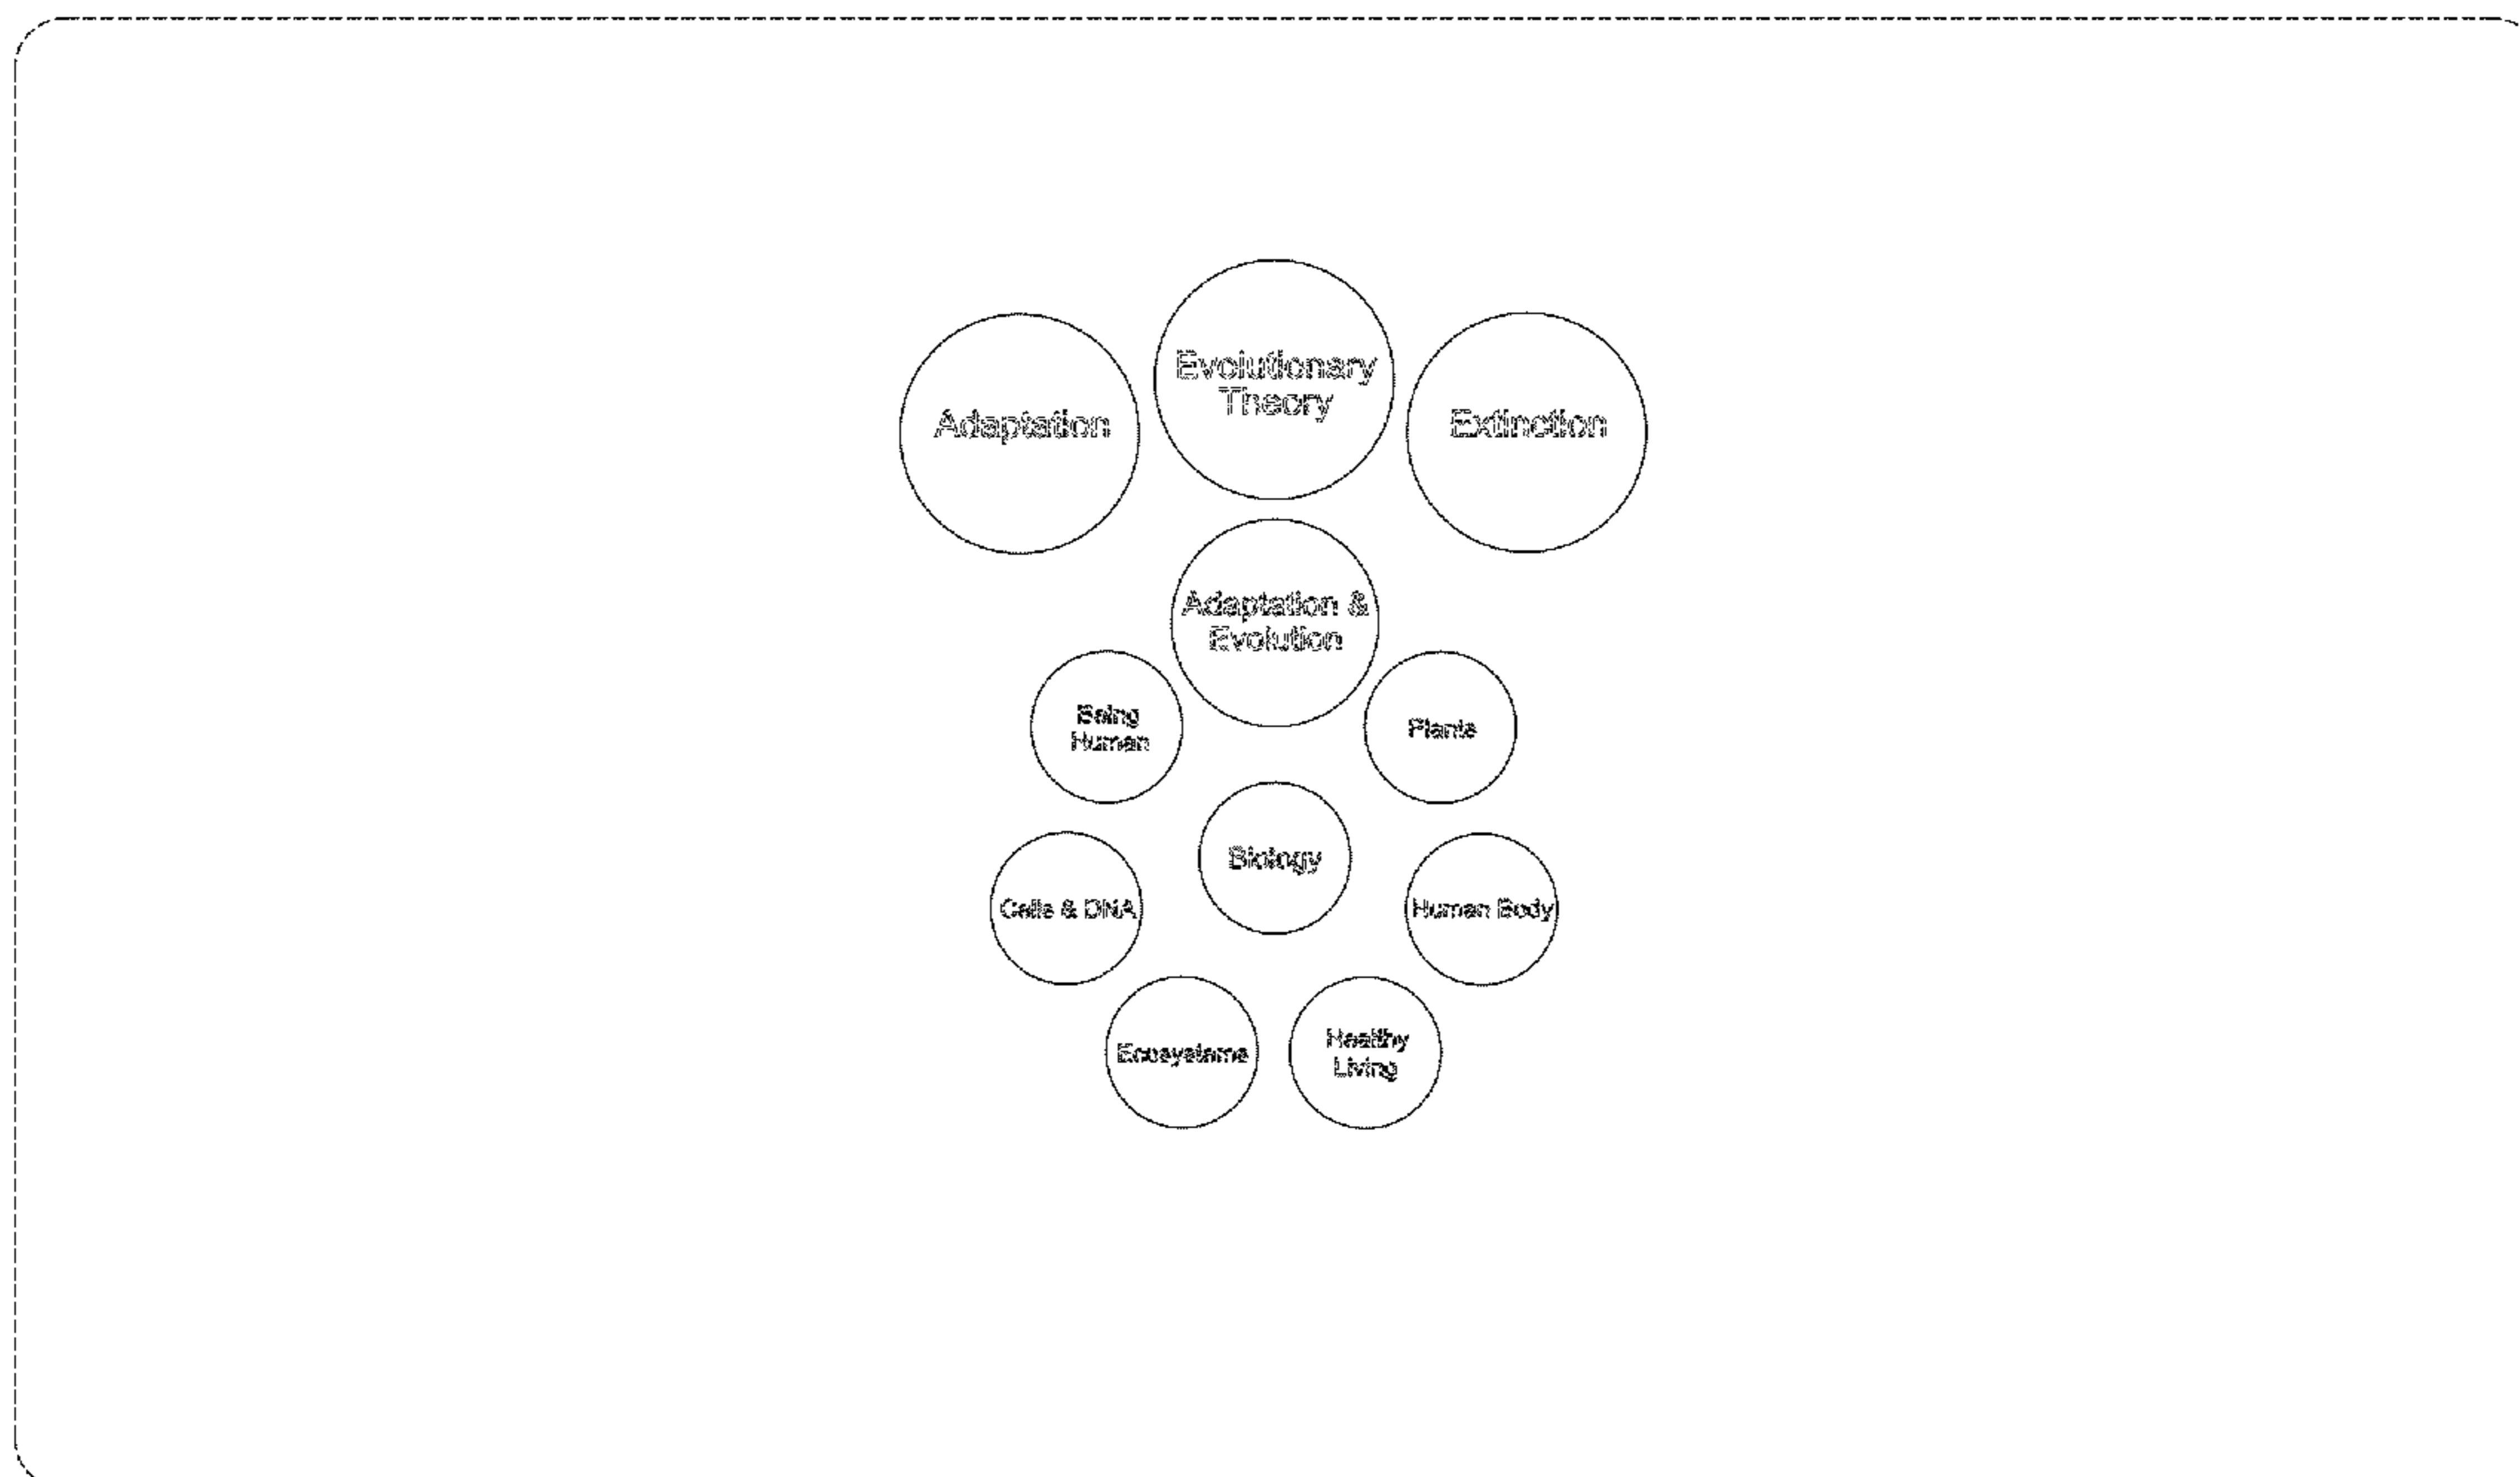 Evolutionary
Theory
Adaptation
Extinction
Adaptation &
Evolution
Being
Human
Plants
Biology
Cells & DNA
Human Body
Ecosystems
Healthy
Living